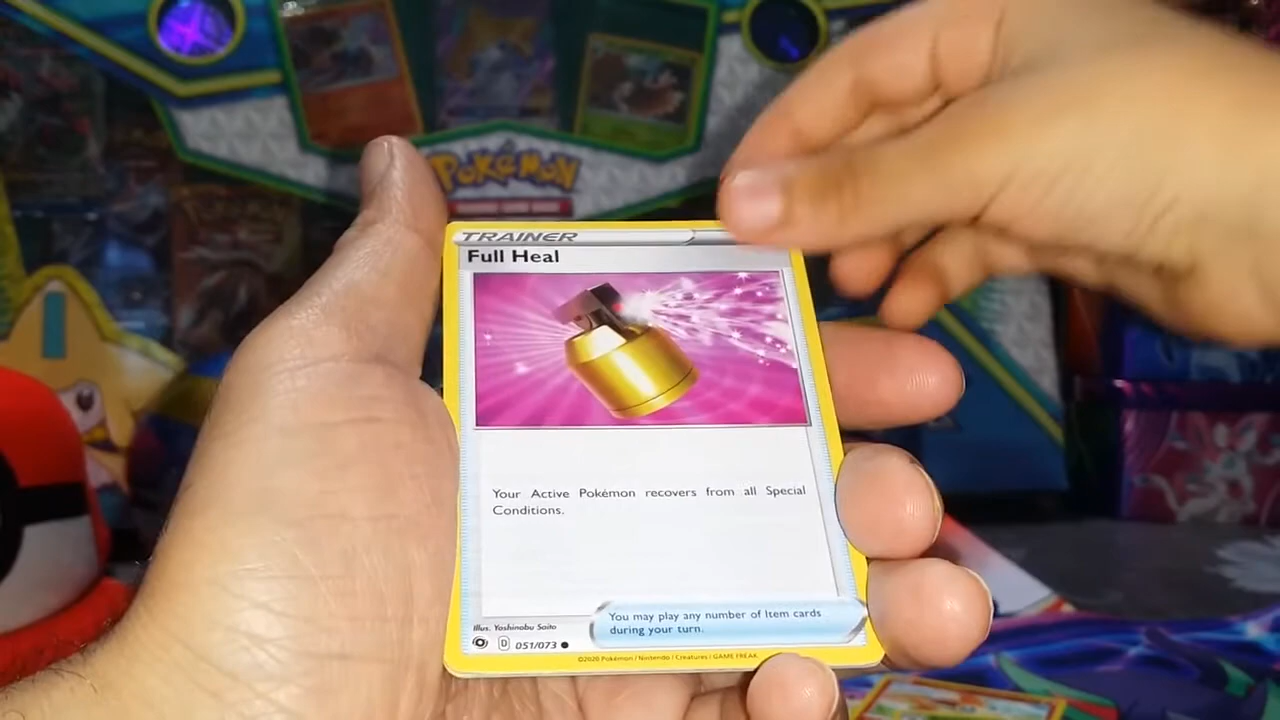 POKÉMON
TRAINER
Full Heal
Your Active Pokémon recovers from all Special
Conditions.
You may play any number of Item cards
during your turn.
Illus. Yoshinobu Saito
D 051/073
©2020 Pokémon / Nintendo / Creatures / GAME FREAK